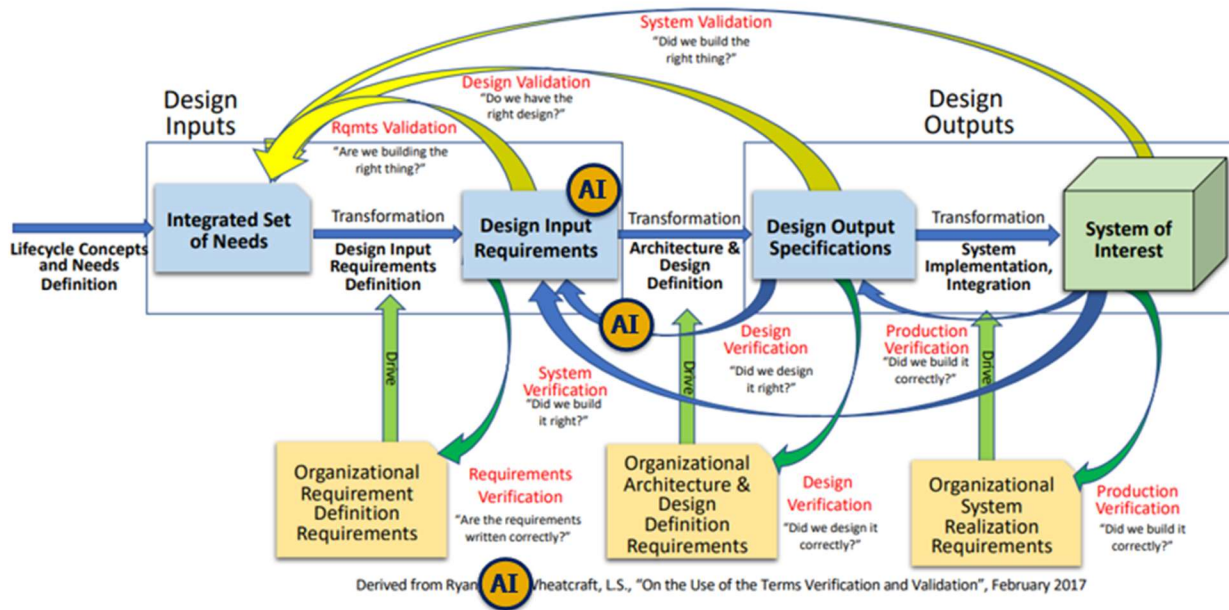 System Validation
"Did we build the
right thing?"
Design
Inputs
Design Validation
"Do we have the
right design?"
Design
Outputs
Rqmts Validation
"Are we building the
right thing?"
AI
Integrated Set
of Needs
Transformation
Design Input
Requirements
Definition
Design Input
Requirements
Transformation
Architecture &
Design
Definition
Design Output
Specifications
Transformation
System
Implementation,
Integration
System of
Interest
Lifecycle Concepts
and Needs
Definition
AI
Drive
System
Verification
"Did we build
it right?"
Drive
Design
Verification
"Did we design
it right?"
Production
Verification
"Did we build it
correctly?"
Drive
Organizational
Requirement
Definition
Requirements
Requirements
Verification
"Are the requirements
written correctly?"
Organizational
Architecture &
Design
Definition
Requirements
Design
Verification
"Did we design it
correctly?"
Organizational
System
Realization
Requirements
Production
Verification
"Did we build it
correctly?"
Derived from Ryan AI heatcraft, L.S., "On the Use of the Terms Verification and Validation", February 2017